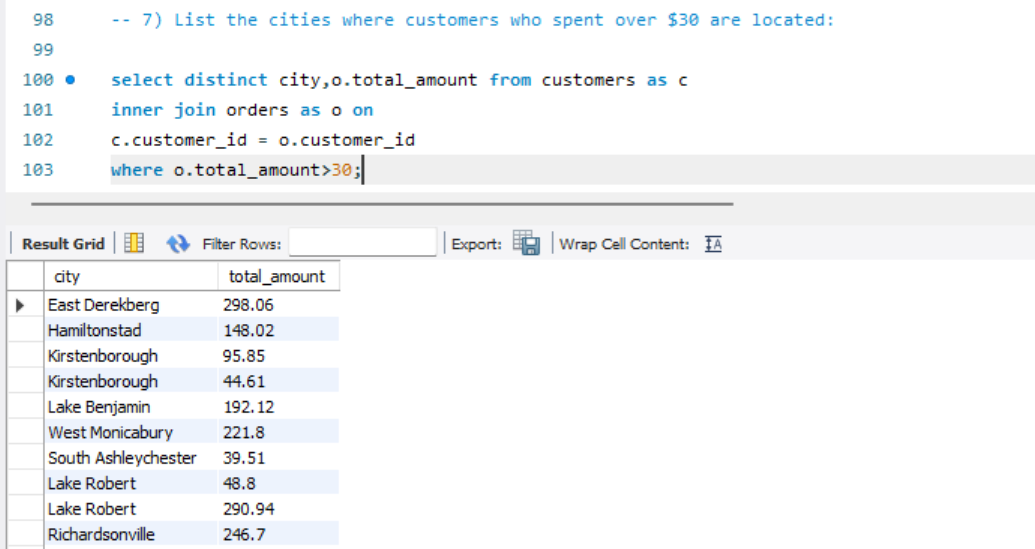 98 -- 7) List the cities where customers who spent over $30 are located:
99
100 select distinct city,o.total_amount from customers as c
101 inner join orders as o on
102 c.customer_id = o.customer_id
103 where o.total_amount>30;
Result Grid Filter Rows: Export: Wrap Cell Content: IA
city total_amount
East Derekberg 298.06
Hamiltonstad 148.02
Kirstenborough 95.85
Kirstenborough 44.61
Lake Benjamin 192.12
West Monicabury 221.8
South Ashleychester 39.51
Lake Robert 48.8
Lake Robert 290.94
Richardsonville 246.7